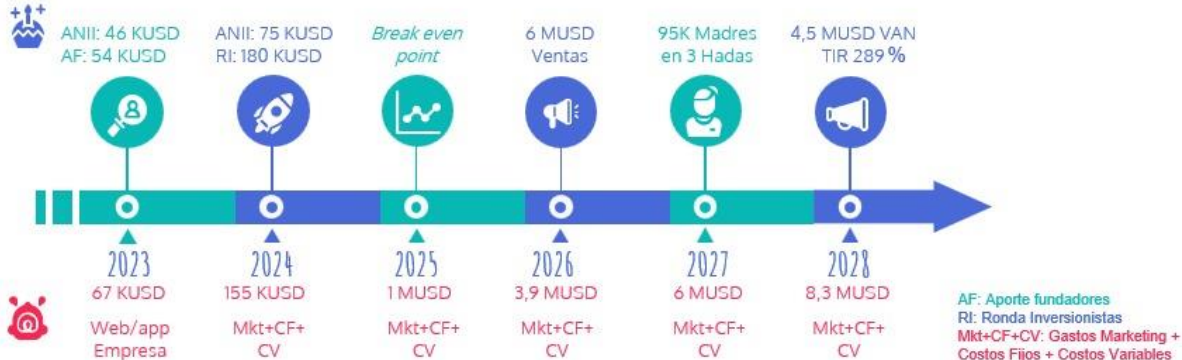 ANII: 46 KUSD
AF: 54 KUSD
ANII: 75 KUSD
RI: 180 KUSD
Break even
point
6 MUSD
Ventas
95K Madres
en 3 Hadas
4,5 MUSD VAN
TIR 289 %
2023
2024
2025
2026
2027
2028
67 KUSD
155 KUSD
1 MUSD
3,9 MUSD
6 MUSD
8,3 MUSD
Web/app
Empresa
Mkt+CF+
CV
Mkt+CF+
CV
Mkt+CF+
CV
Mkt+CF+
CV
Mkt+CF+
CV
AF: Aporte fundadores
RI: Ronda Inversionistas
Mkt+CF+CV: Gastos Marketing +
Costos Fijos + Costos Variables